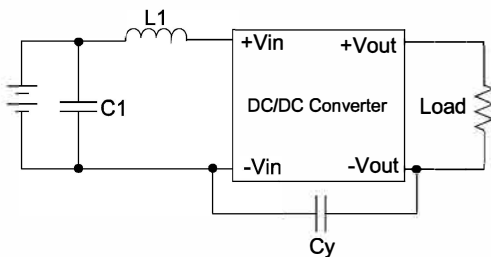 L1
+Vin
+Vout
C1
DC/DC Converter
Load
-Vin
-Vout
Cy